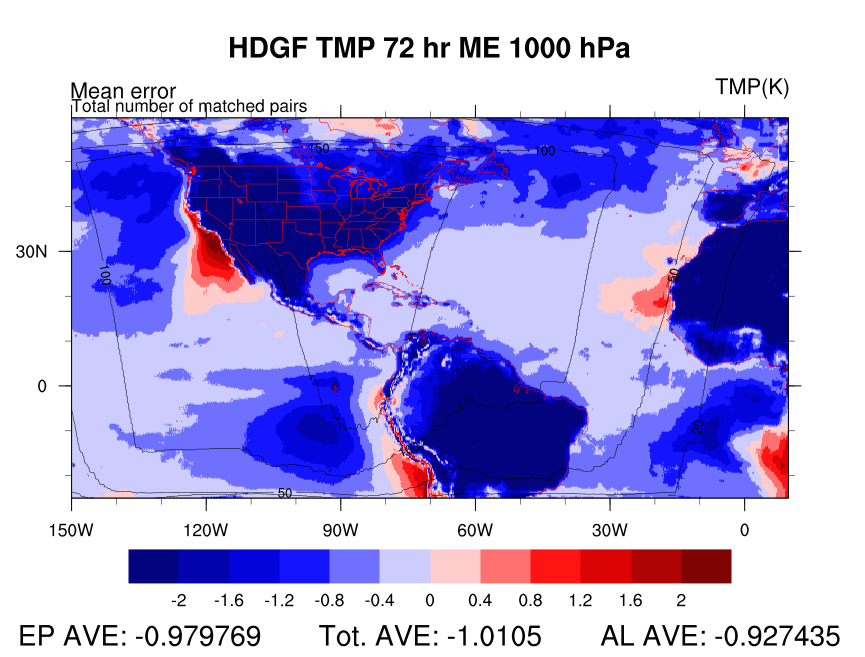 HDGF TMP 72 hr ME 1000 hPa
Mean error
TMP(K)
Total number of matched pairs
150
100
100
50
30N
0
50
150W 120W 90W 60W 30W 0
-2 -1.6 -1.2 -0.8 -0.4 0 0.4 0.8 1.2 1.6 2
EP AVE: -0.979769 Tot. AVE: -1.0105 AL AVE: -0.927435